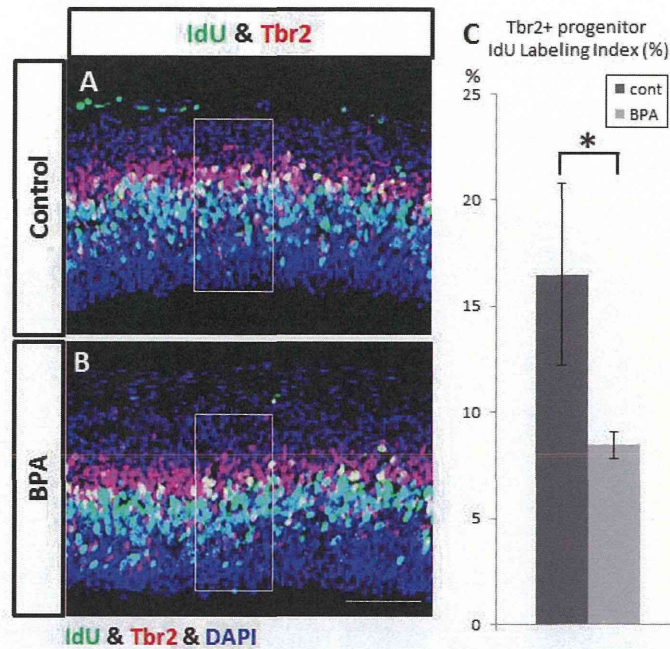 IdU & Tbr2
A
Control
B
BPA
IdU & Tbr2 & DAPI
C
Tbr2+ progenitor
IdU Labeling Index (%)
%
25
20
15
10
5
0
cont
BPA
*